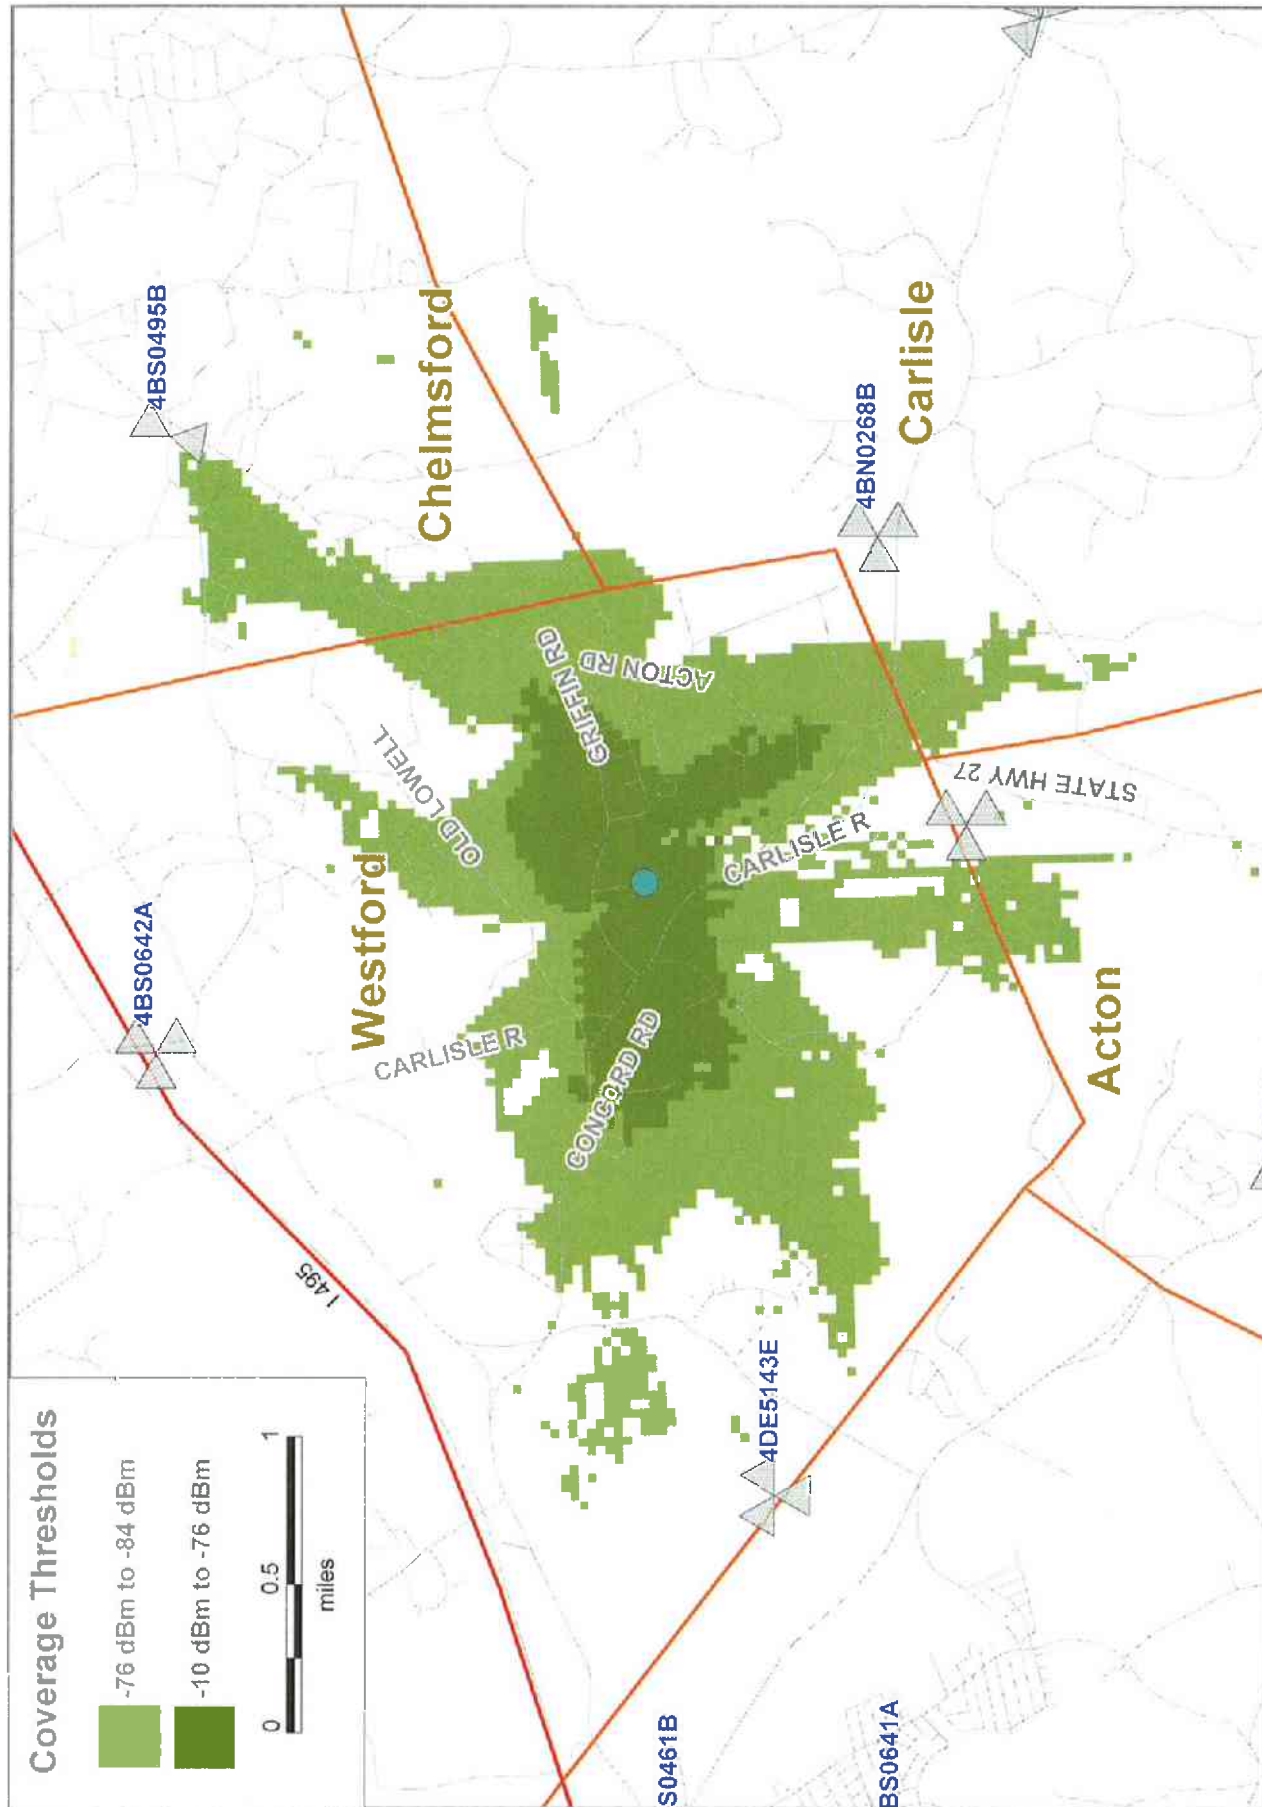 Coverage Thresholds
-76 dBm to -84 dBm
-10 dBm to -76 dBm
0 0.5 1
miles
I 495
4BS0642A
4BS0495B
Westford
Chelmsford
OLD LOWELL
CARLISLE R
GRIFFIN RD
ACTON RD
CONCORD RD
CARLISLE R
4DE5143E
4BN0268B
Carlisle
STATE HWY 27
Acton
S0461B
BS0641A